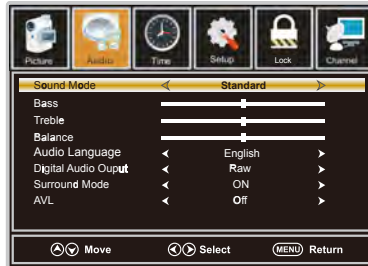 Picture Audio Time Setup Lock Channel
Sound Mode Standard
Bass
Treble
Balance
Audio Language English
Digital Audio Ouput Raw
Surround Mode ON
AVL Off
Move Select MENU Return